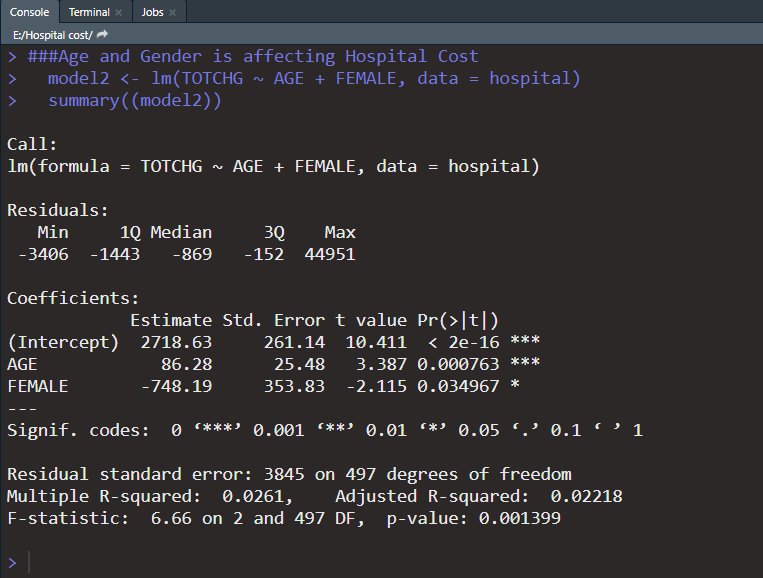 Console Terminal × Jobs ×
E:/Hospital cost/
> ###Age and Gender is affecting Hospital Cost
>   model2 <- lm(TOTCHG ~ AGE + FEMALE, data = hospital)
>   summary((model2))
Call:
lm(formula = TOTCHG ~ AGE + FEMALE, data = hospital)
Residuals:
   Min     1Q Median     3Q    Max
 -3406  -1443   -869   -152  44951
Coefficients:
            Estimate Std. Error t value Pr(>|t|)
(Intercept)  2718.63     261.14  10.411  < 2e-16 ***
AGE            86.28      25.48   3.387 0.000763 ***
FEMALE       -748.19     353.83  -2.115 0.034967 *
---
Signif. codes:  0 ‘***’ 0.001 ‘**’ 0.01 ‘*’ 0.05 ‘.’ 0.1 ‘ ’ 1
Residual standard error: 3845 on 497 degrees of freedom
Multiple R-squared:  0.0261,    Adjusted R-squared:  0.02218
F-statistic:  6.66 on 2 and 497 DF,  p-value: 0.001399
>